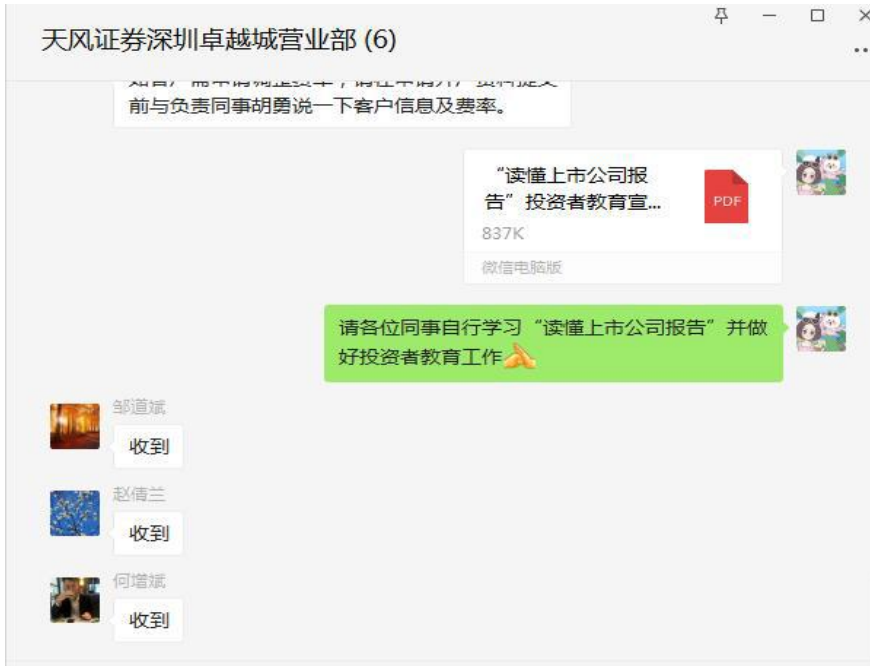 天风证券深圳卓越城营业部 (6)
前与负责同事胡勇说一下客户信息及费率。
“读懂上市公司报
告”投资者教育宣...
PDF
837K
微信电脑版
请各位同事自行学习“读懂上市公司报告”并做
好投资者教育工作
邹道斌
收到
赵倩兰
收到
何增斌
收到